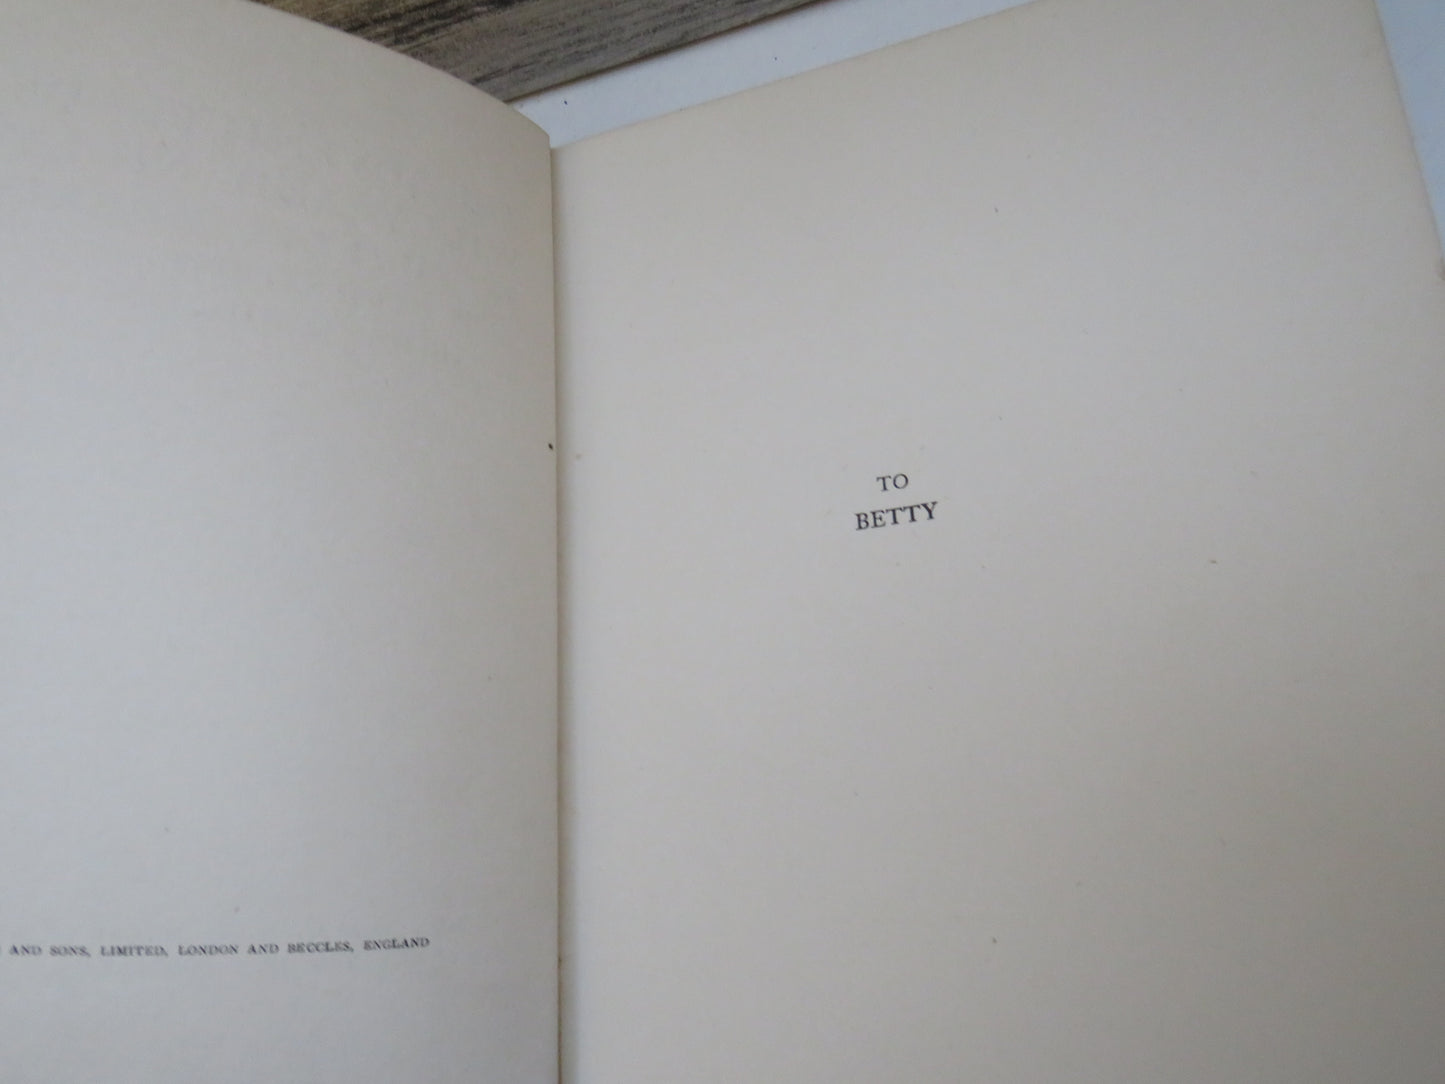 AND SONS, LIMITED, LONDON AND BECCLES, ENGLAND
TO
BETTY